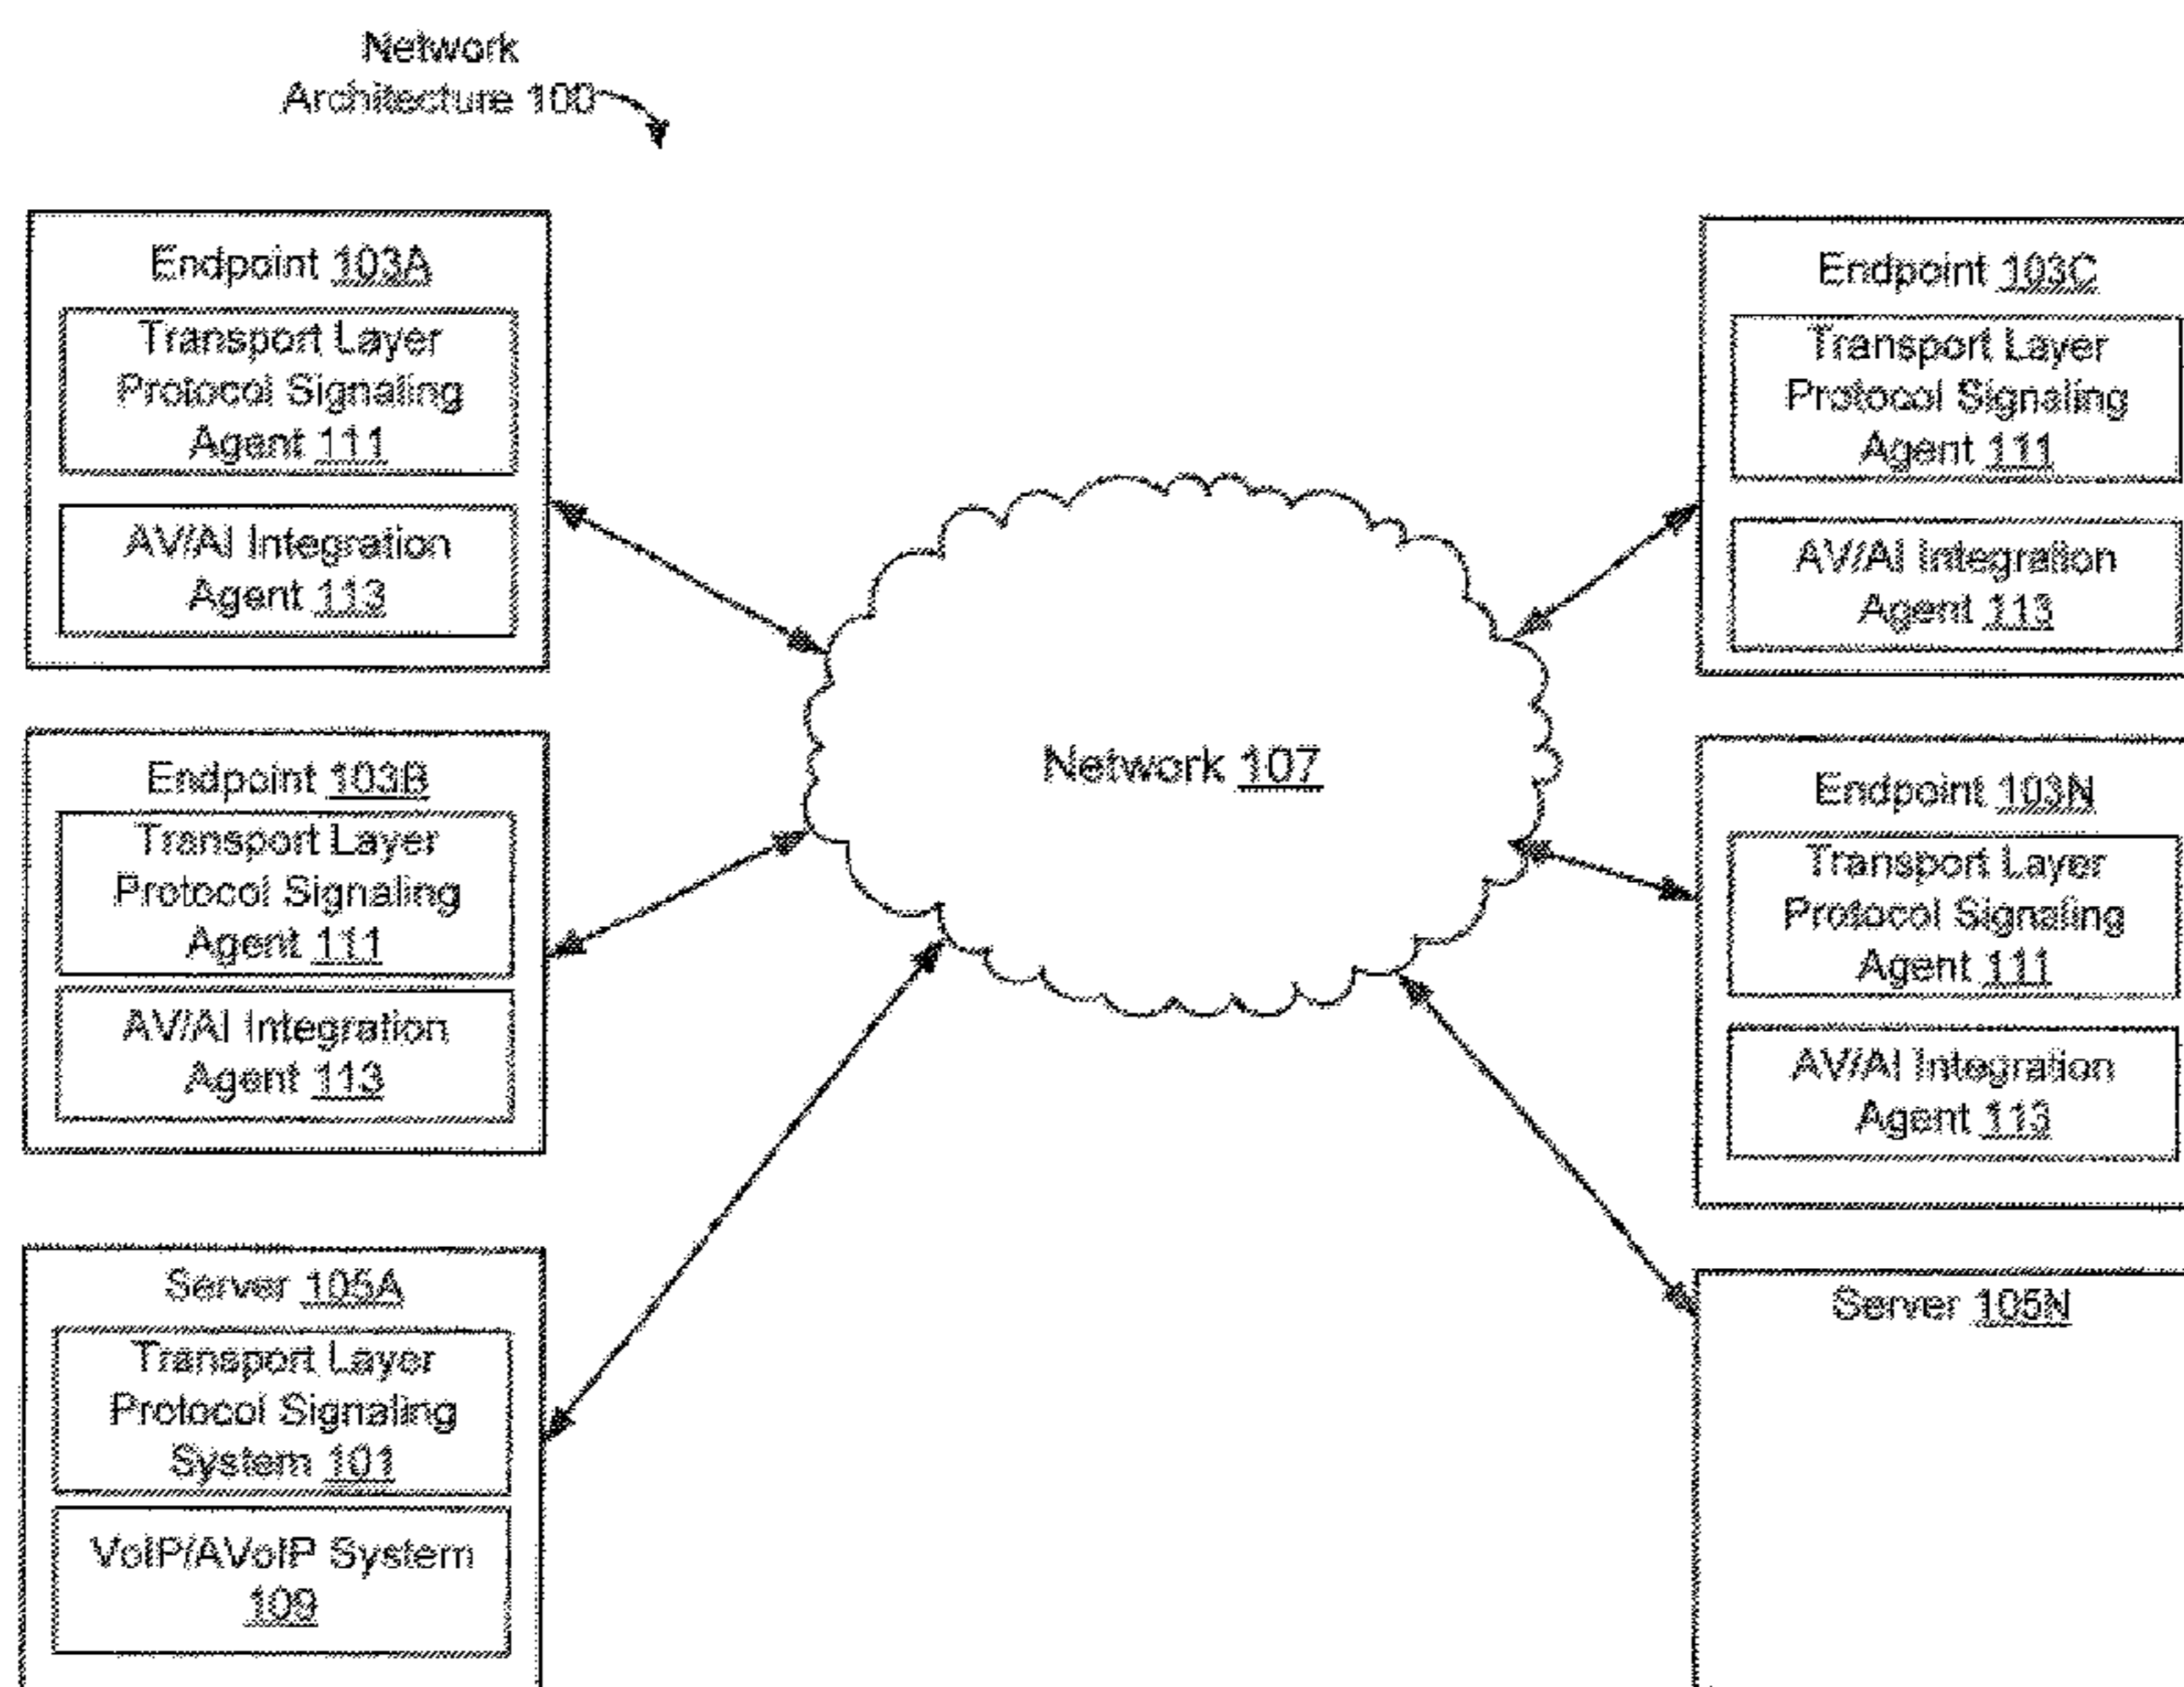 Network
Architecture 100
Endpoint 103A
Transport Layer
Protocol Signaling
Agent 111
AV/AI Integration
Agent 113
Endpoint 103B
Transport Layer
Protocol Signaling
Agent 111
AV/AI Integration
Agent 113
Server 105A
Transport Layer
Protocol Signaling
System 101
VoIP/AVoIP System
109
Network 107
Endpoint 103C
Transport Layer
Protocol Signaling
Agent 111
AV/AI Integration
Agent 113
Endpoint 103N
Transport Layer
Protocol Signaling
Agent 111
AV/AI Integration
Agent 113
Server 105N